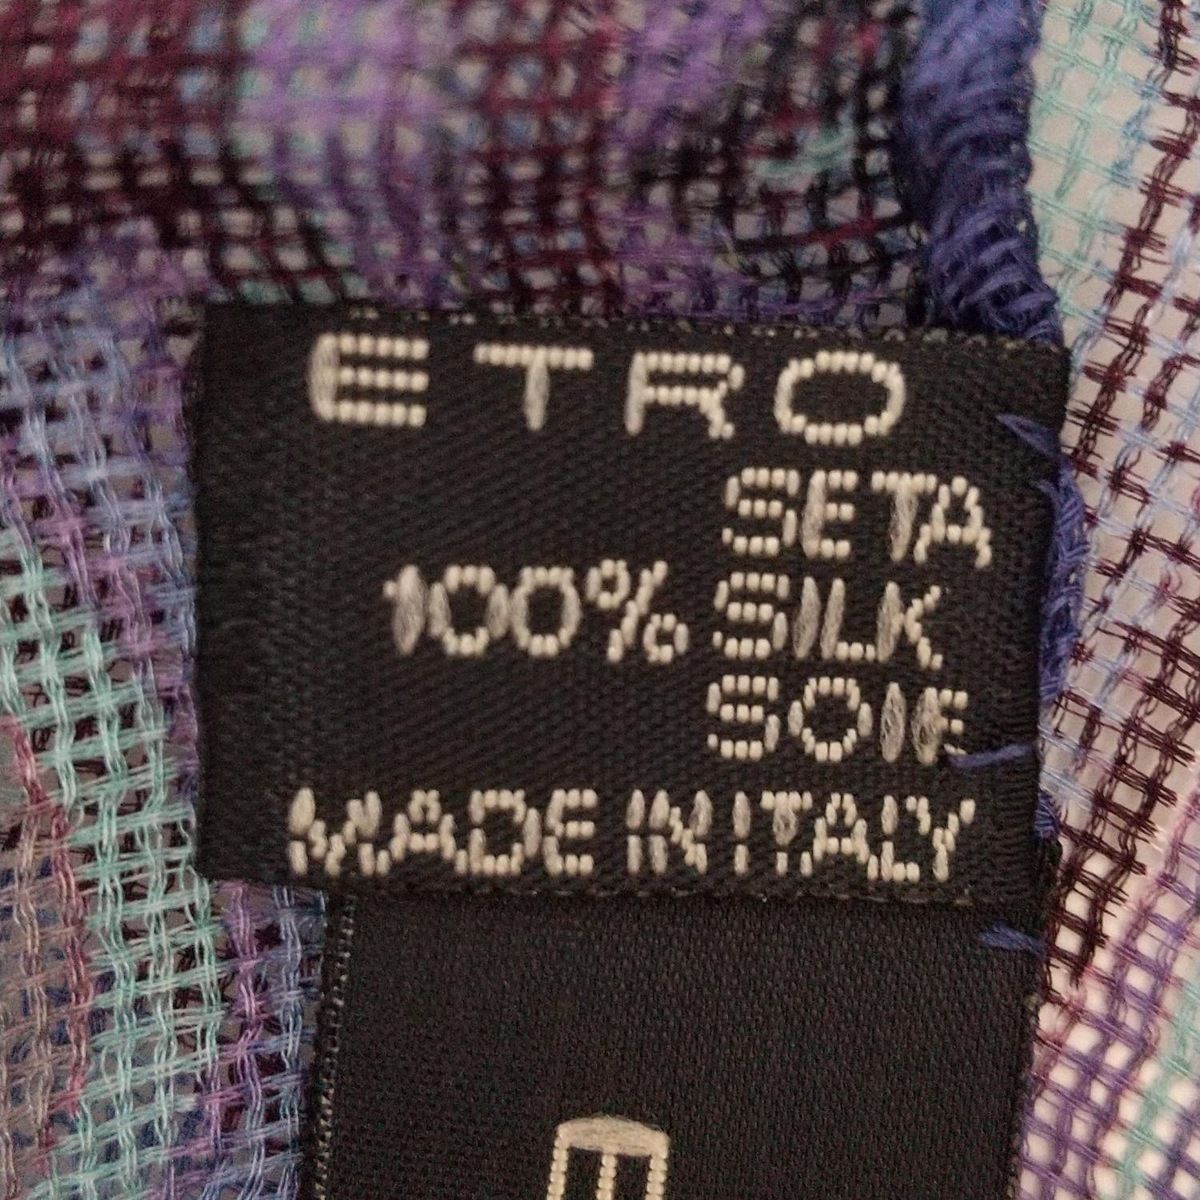 ETRO
SETA
100% SILK
SOIE
MADE IN ITALY